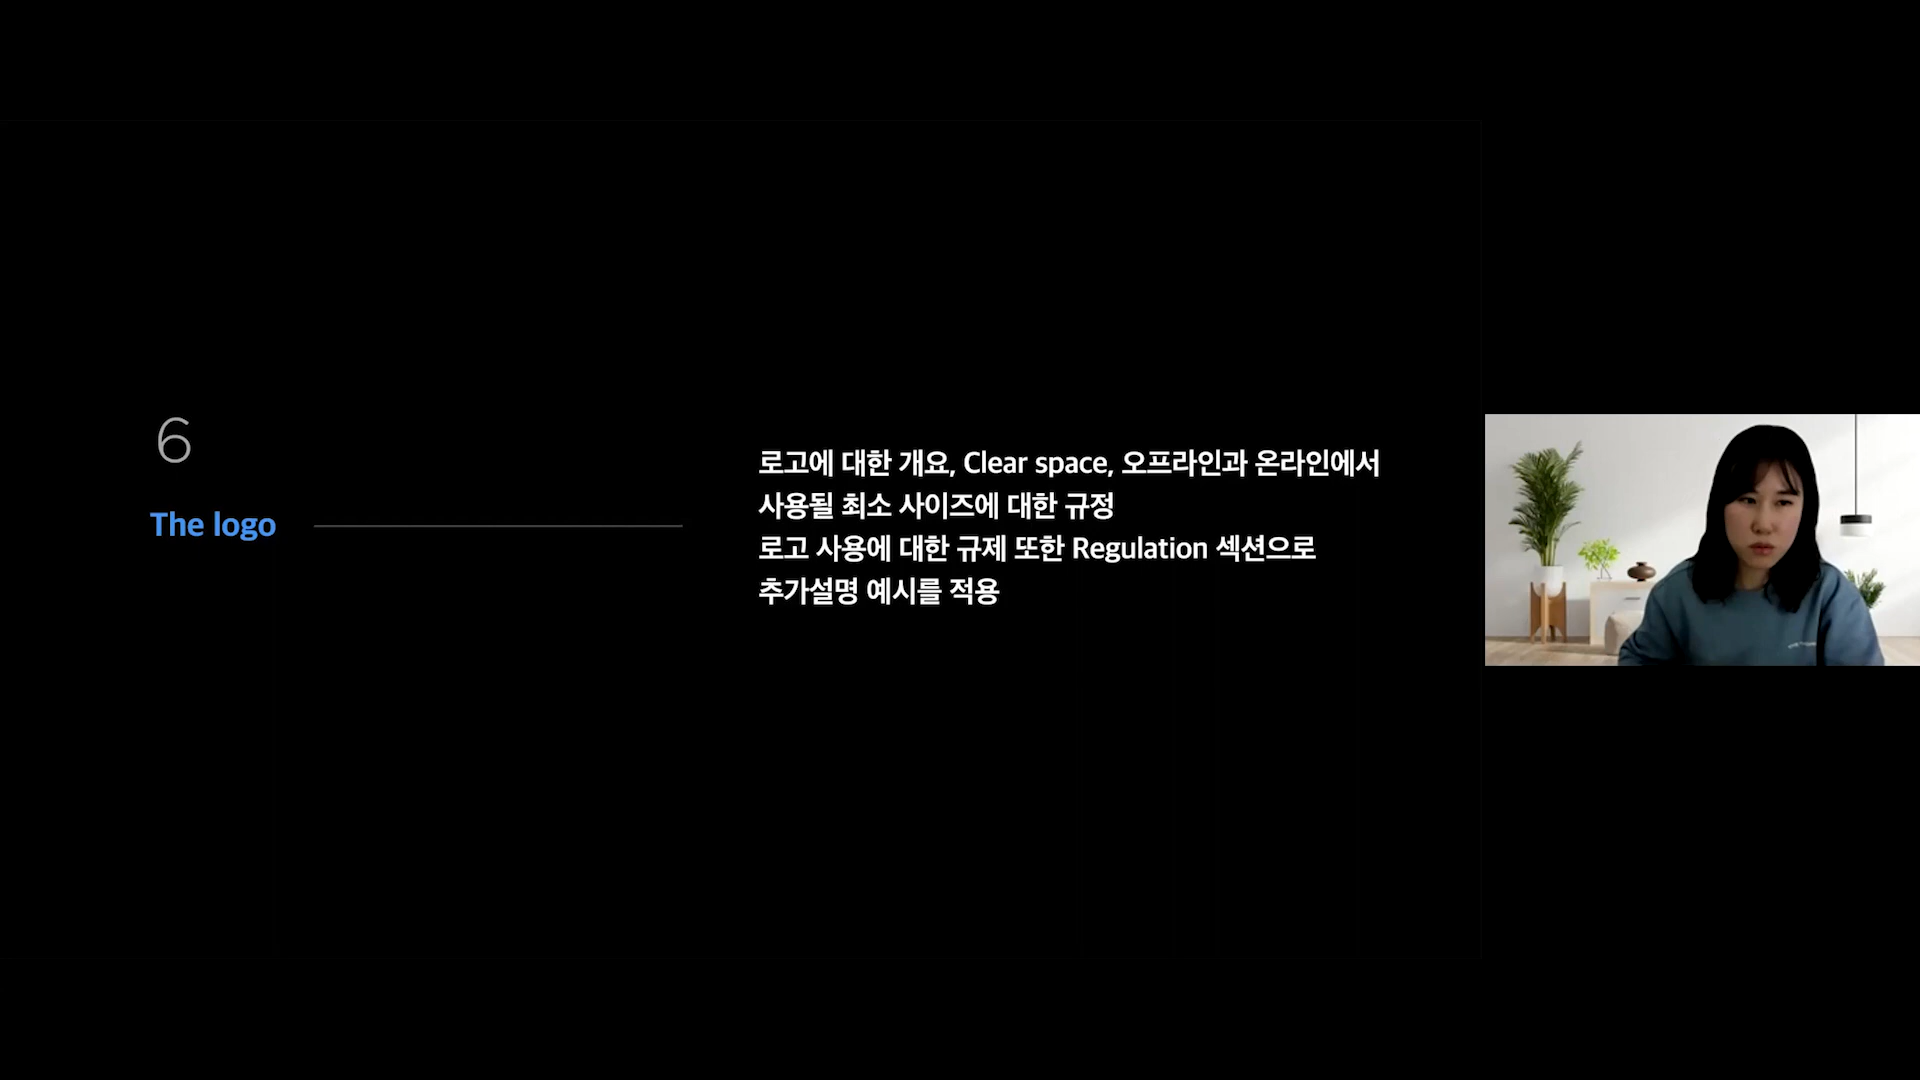 6
The logo
로고에 대한 개요, Clear space, 오프라인과 온라인에서
사용될 최소 사이즈에 대한 규정
로고 사용에 대한 규제 또한 Regulation 섹션으로
추가설명 예시를 적용